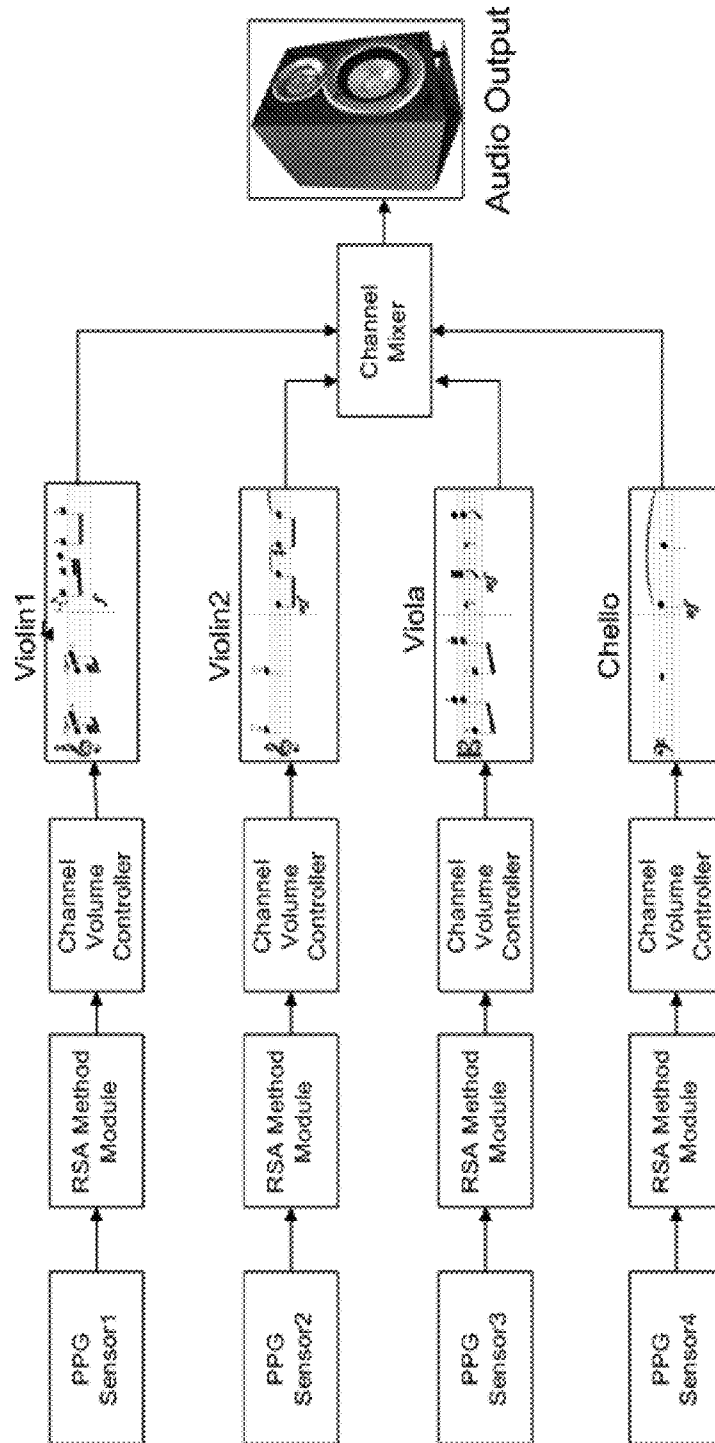 PPG
Sensor1
RSA Method
Module
Channel
Volume
Controller
Violin1
PPG
Sensor2
RSA Method
Module
Channel
Volume
Controller
Violin2
PPG
Sensor3
RSA Method
Module
Channel
Volume
Controller
Viola
PPG
Sensor4
RSA Method
Module
Channel
Volume
Controller
Chello
Channel
Mixer
Audio Output